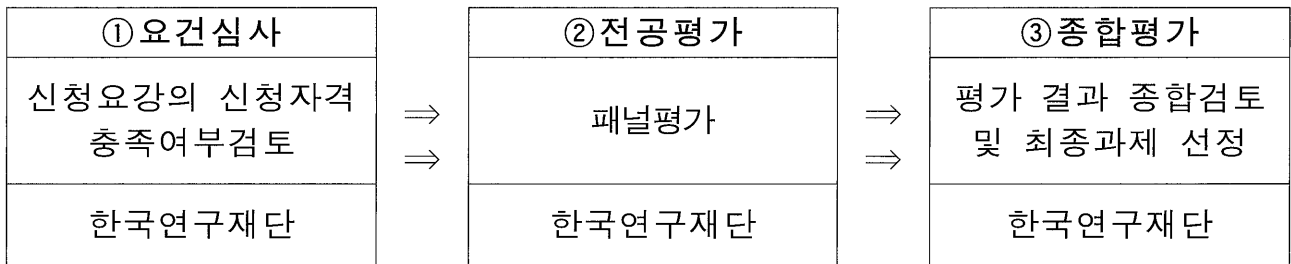 ①요건심사
신청요강의 신청자격
충족여부검토
한국연구재단
⇒
⇒
②전공평가
패널평가
한국연구재단
⇒
⇒
③종합평가
평가 결과 종합검토
및 최종과제 선정
한국연구재단